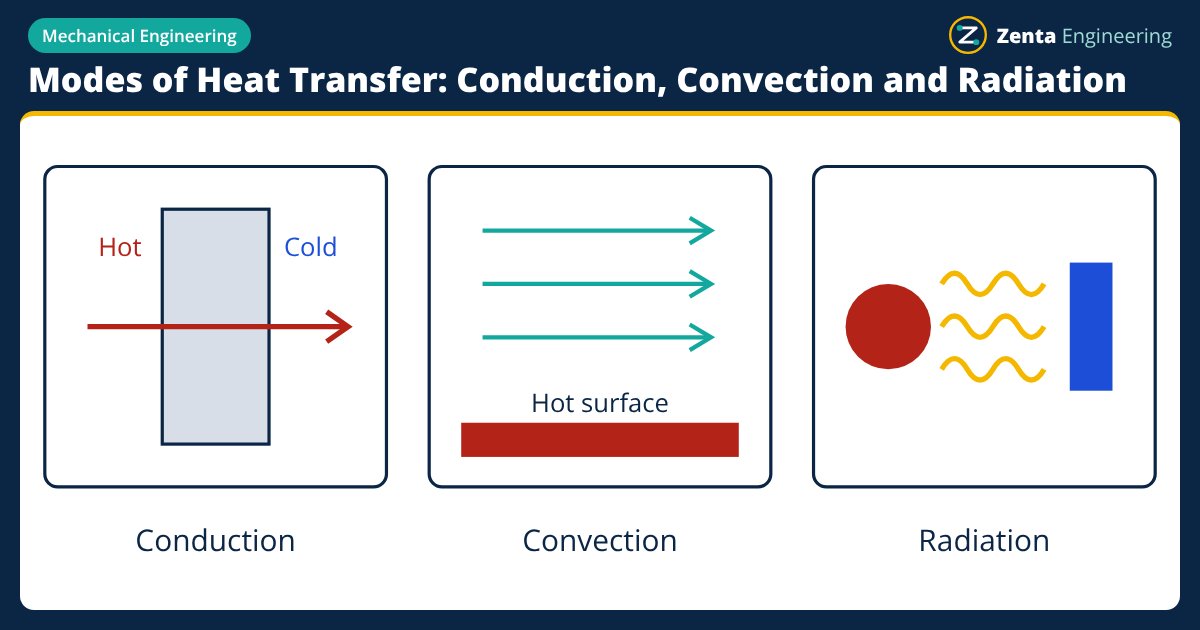 Mechanical Engineering
Zenta Engineering
Modes of Heat Transfer: Conduction, Convection and Radiation
Hot
Cold
Hot surface
Conduction
Convection
Radiation